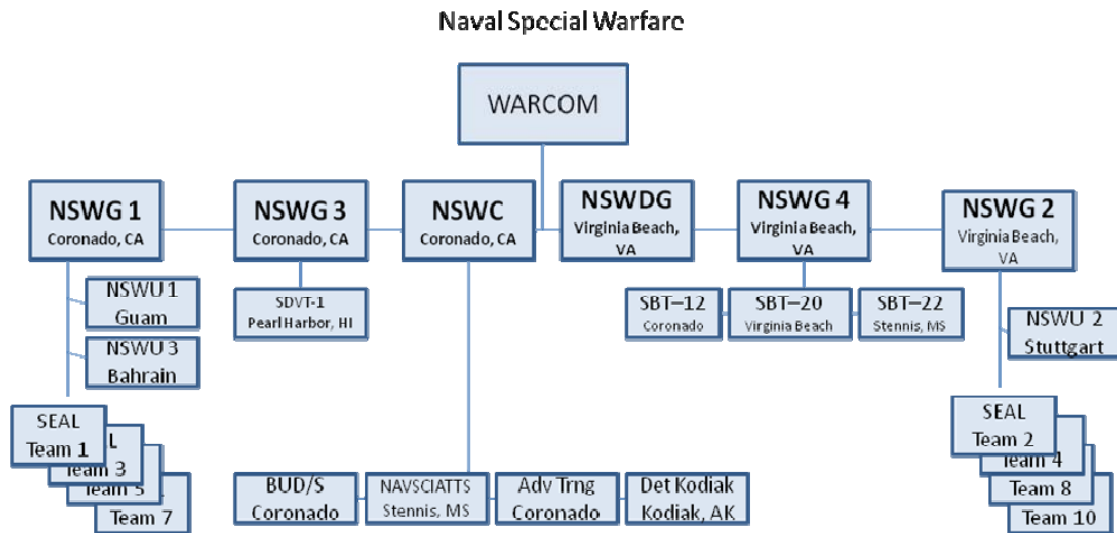 Naval Special Warfare
WARCOM
NSWG 1
Coronado, CA
NSWG 3
Coronado, CA
NSWC
Coronado, CA
NSWDG
Virginia Beach,
VA
NSWG 4
Virginia Beach,
VA
NSWG 2
Virginia Beach,
VA
NSWU 1
Guam
NSWU 3
Bahrain
SDVT-1
Pearl Harbor, HI
SBT–12
Coronado
SBT–20
Virginia Beach
SBT–22
Stennis, MS
NSWU 2
Stuttgart
SEAL
Team 1
L
Team 3
Team 5
Team 7
BUD/S
Coronado
NAVSCIATTS
Stennis, MS
Adv Trng
Coronado
Det Kodiak
Kodiak, AK
SEAL
Team 2
Team 4
Team 8
Team 10